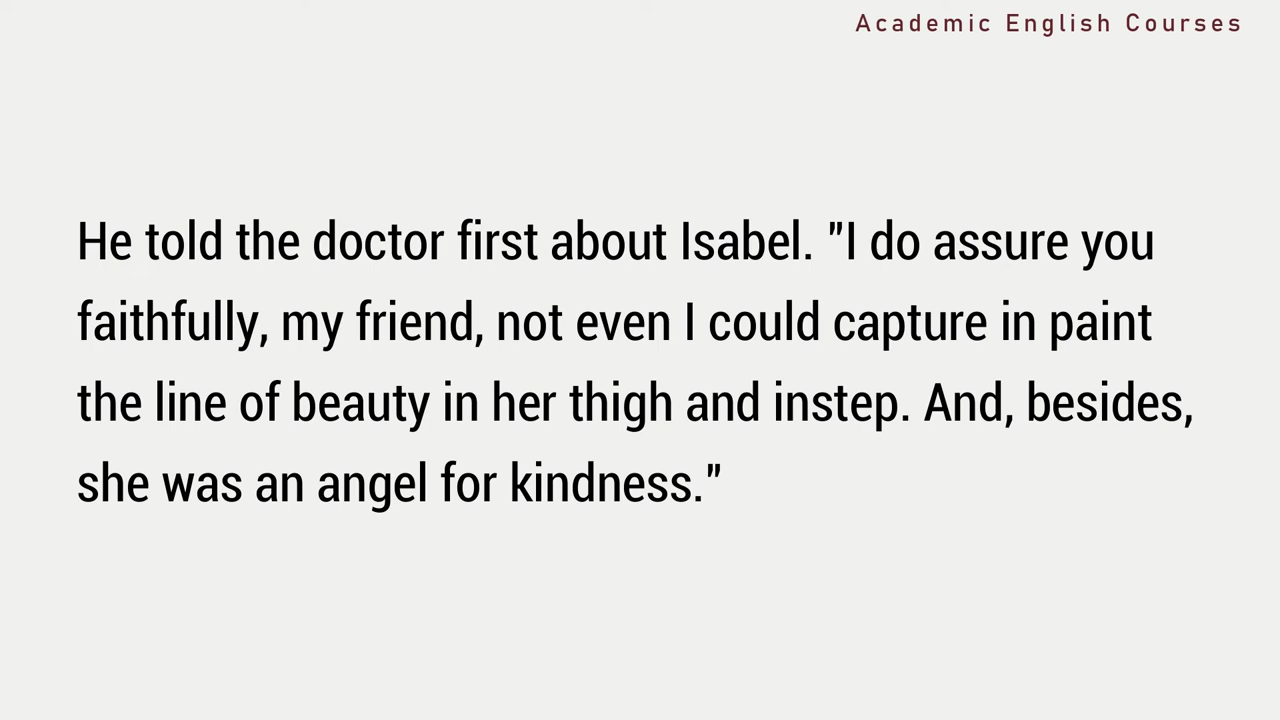 Academic English Courses
He told the doctor first about Isabel. "I do assure you
faithfully, my friend, not even I could capture in paint
the line of beauty in her thigh and instep. And, besides,
she was an angel for kindness."